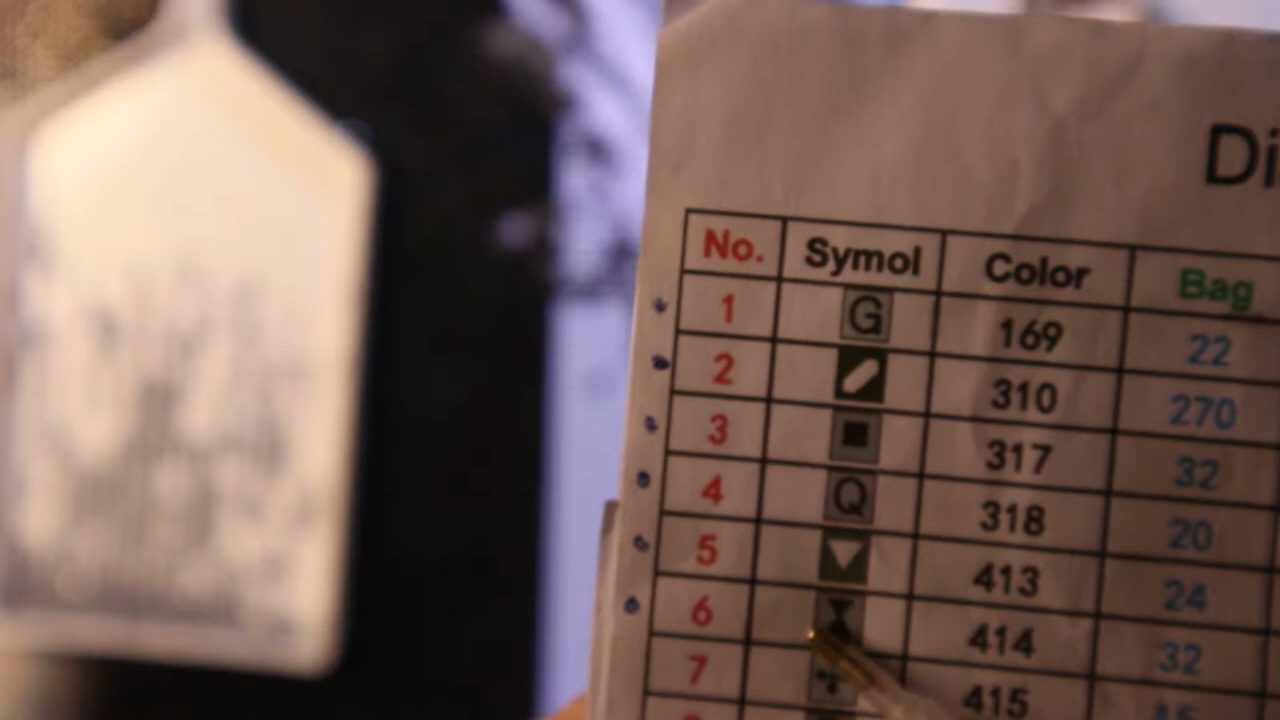 Di
No. Symol Color Bag
1 G 169 22
2 310 270
3 317 32
4 Q 318 20
5 413 24
6 414 32
7 415